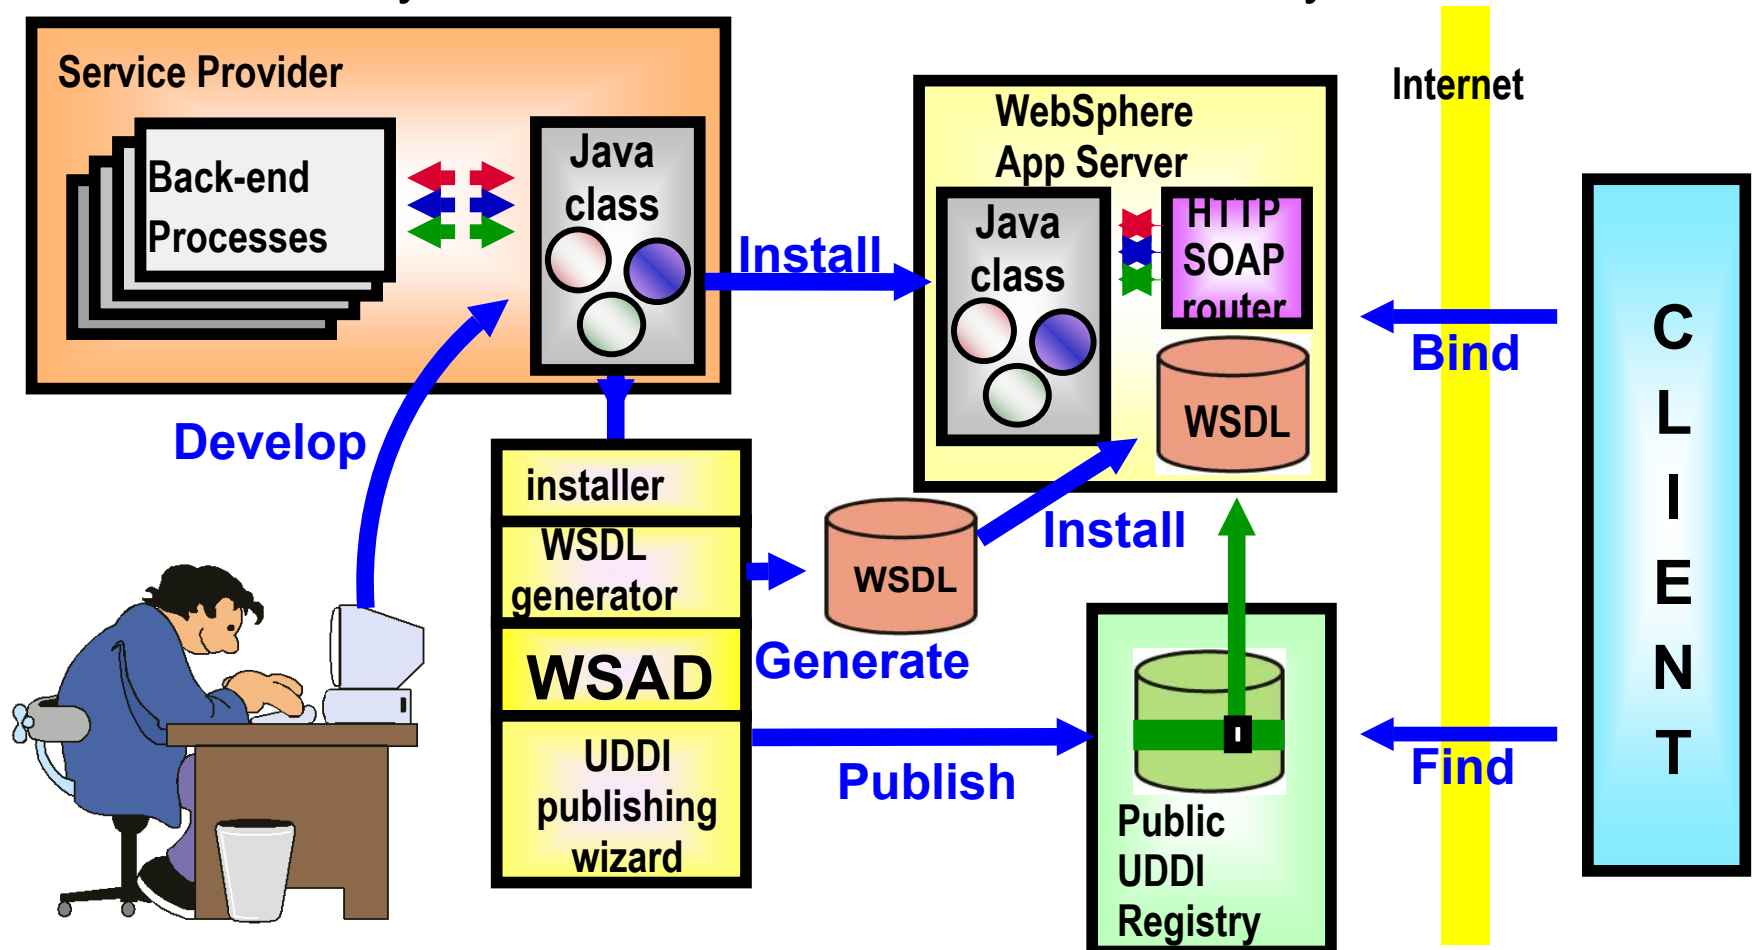 Service Provider
Back-end
Processes
Java
class
Install
WebSphere
App Server
Java
class
HTTP
SOAP
router
WSDL
Internet
Bind
CLIENT
Develop
installer
WSDL
generator
WSAD
UDDI
publishing
wizard
WSDL
Install
Generate
Publish
Public
UDDI
Registry
Find